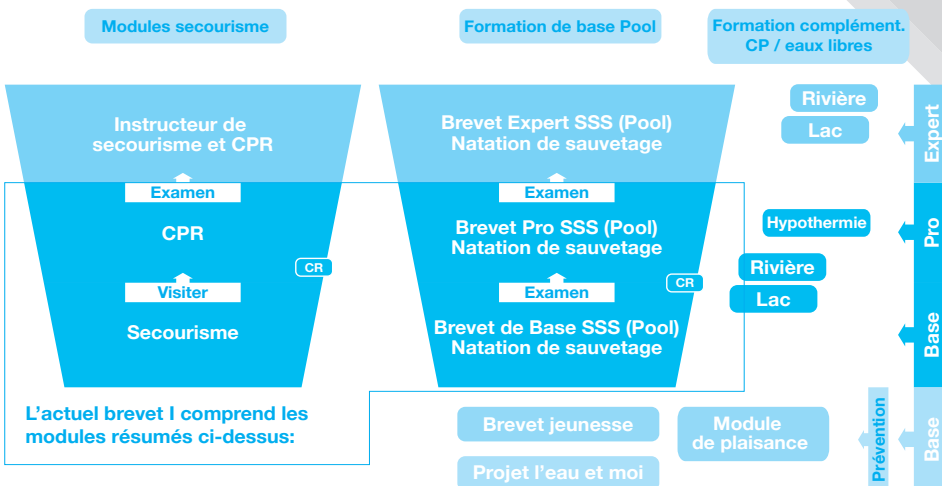 Modules secourisme
Formation de base Pool
Formation complément.
CP / eaux libres
Instructeur de
secourisme et CPR
Examen
CPR
CR
Visiter
Secourisme
Brevet Expert SSS (Pool)
Natation de sauvetage
Examen
Brevet Pro SSS (Pool)
Natation de sauvetage
CR
Examen
Brevet de Base SSS (Pool)
Natation de sauvetage
Rivière
Lac
Expert
Hypothermie
Pro
Rivière
Lac
Base
L'actuel brevet I comprend les
modules résumés ci-dessus:
Brevet jeunesse
Projet l'eau et moi
Module
de plaisance
Prévention
Base